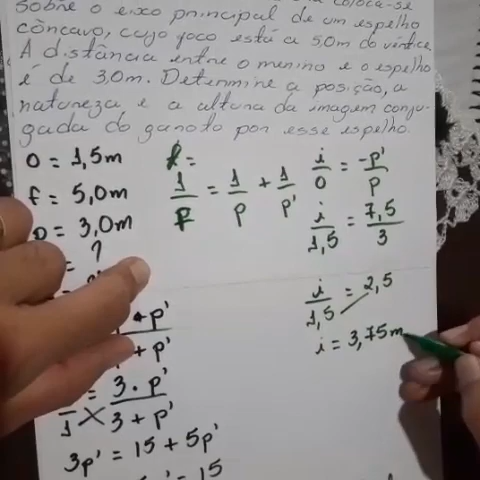 sobre o eixo principal de um espelho
côncavo, cujo foco está a 5,0m do vértice
A distância entre o menino e o espelho
é de 3,0m. Determine a posição, a
natureza e a altura da imagem conju-
gada do garoto por esse espelho.
O = 1,5m
f = 5,0m
p = 3,0m
= ?
f =
1/f = 1/p + 1/p'
i/O = -p'/p
i/1,5 = 7,5/3
i/1,5 = 2,5
i = 3,75m
+ p'
+ p'
= 3 . p'
1 3 + p'
3p' = 15 + 5p'
' = 15